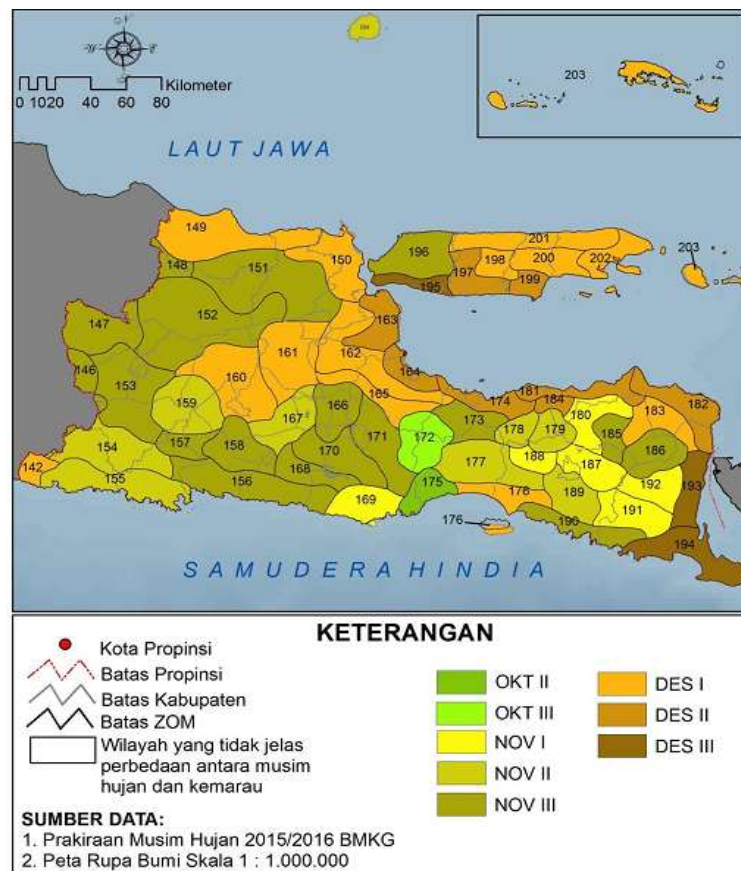 N
W
E
S
Kilometer
0 10 20 40 60 80
LAUT JAWA
203
149
150
148
151
196
201
197
198
200
202
203
199
195
147
152
163
146
161
162
164
153
160
165
174
181
184
182
159
167
166
173
180
183
178
179
185
154
157
158
170
171
172
186
177
188
187
155
156
168
192
193
142
169
175
176
189
191
176
190
194
SAMUDERA HINDIA
KETERANGAN
Kota Propinsi
Batas Propinsi
Batas Kabupaten
Batas ZOM
Wilayah yang tidak jelas
perbedaan antara musim
hujan dan kemarau
OKT II
OKT III
NOV I
NOV II
NOV III
DES I
DES II
DES III
SUMBER DATA:
1. Prakiraan Musim Hujan 2015/2016 BMKG
2. Peta Rupa Bumi Skala 1 : 1.000.000